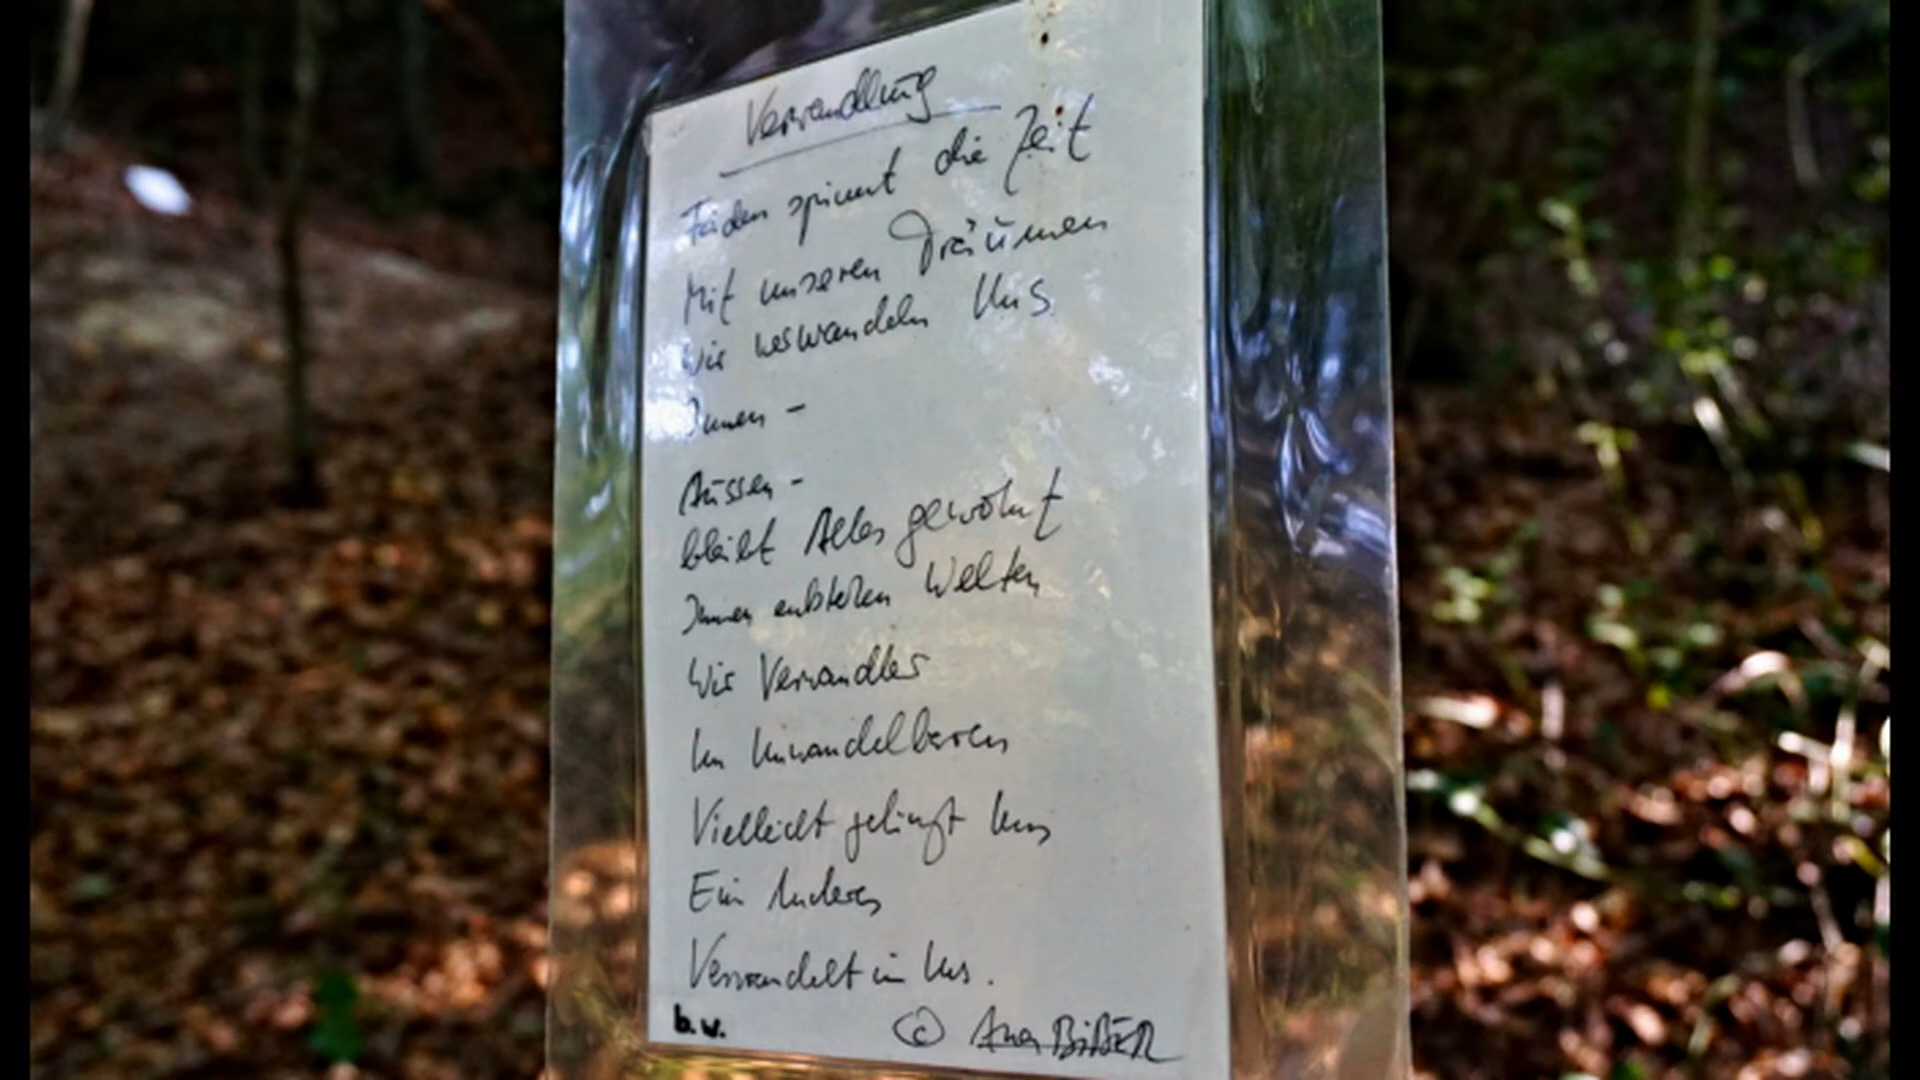 Verwandlung
Fäden spinnt die Zeit
Mit unseren Träumen
Wir verwandeln Uns
Innen -
Aussen -
bleibt Alles gewohnt
Innen entstehen Welten
Wir Verwandler
Im Unwandelbaren
Vielleicht gelingt Uns
Ein Anderes
Verwandelt in Uns.
b.w.
© BIBER